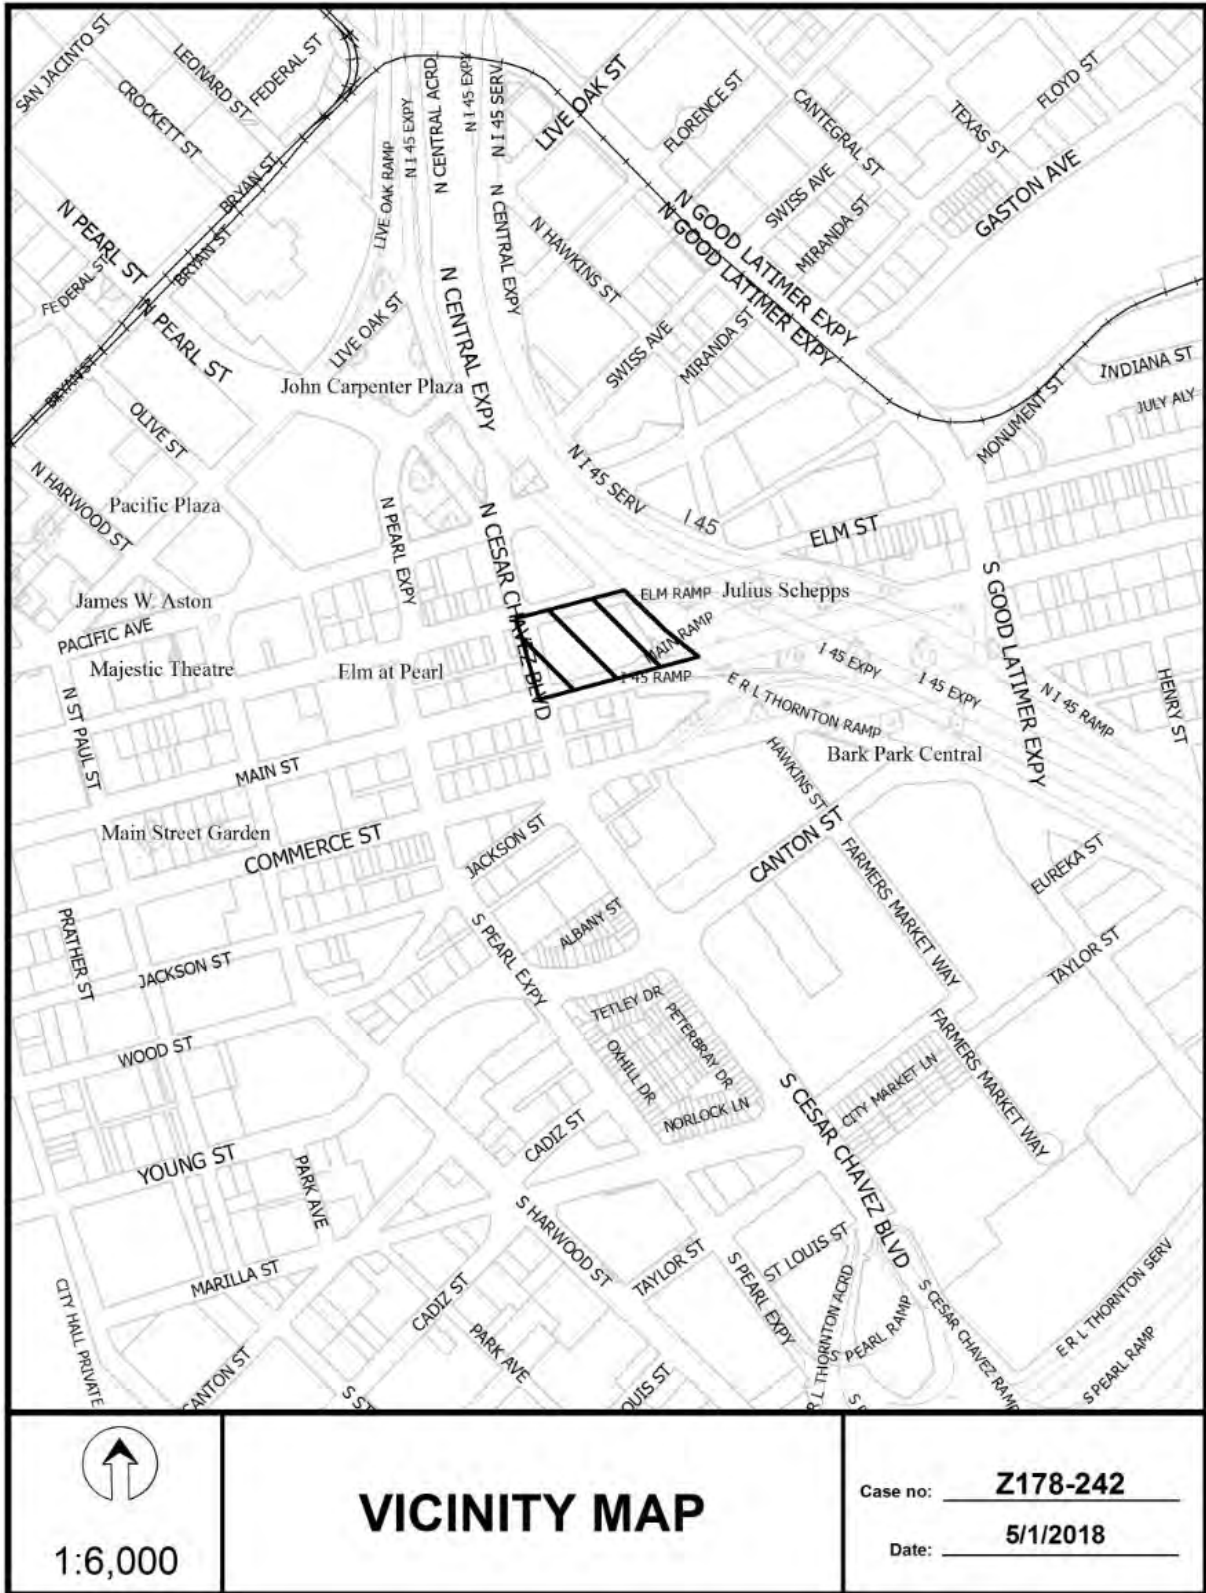 SAN JACINTO ST
LEONARD ST
FEDERAL ST
CROCKETT ST
BRYAN ST
BRYAN ST
N PEARL ST
FEDERAL ST
N PEARL ST
BRYAN ST
LIVE OAK RAMP
N I 45 EXPY
N CENTRAL ACRD
N I 45 EXPY
N I 45 SERV
LIVE OAK ST
FLORENCE ST
CANTEGRAL ST
TEXAS ST
FLOYD ST
GASTON AVE
SWISS AVE
MIRANDA ST
N GOOD LATIMER EXPY
N GOOD LATIMER EXPY
N HAWKINS ST
N CENTRAL EXPY
N CENTRAL EXPY
LIVE OAK ST
SWISS AVE
MIRANDA ST
INDIANA ST
JULY ALY
MONUMENT ST
John Carpenter Plaza
OLIVE ST
N HARWOOD ST
Pacific Plaza
N PEARL EXPY
N CESAR CHAVEZ BLVD
N I 45 SERV
I 45
ELM ST
S GOOD LATIMER EXPY
James W. Aston
PACIFIC AVE
Majestic Theatre
Elm at Pearl
ELM RAMP
Julius Schepps
MAIN RAMP
I 45 RAMP
E R L THORNTON RAMP
I 45 EXPY
I 45 EXPY
N I 45 RAMP
HENRY ST
N ST PAUL ST
MAIN ST
Bark Park Central
HAWKINS ST
Main Street Garden
COMMERCE ST
JACKSON ST
CANTON ST
FARMERS MARKET WAY
EUREKA ST
TAYLOR ST
PRATHER ST
JACKSON ST
S PEARL EXPY
ALBANY ST
TETLEY DR
PETERBRAY DR
OXHILL DR
NORLOCK LN
WOOD ST
FARMERS MARKET WAY
CITY MARKET LN
S CESAR CHAVEZ BLVD
CADIZ ST
YOUNG ST
PARK AVE
S HARWOOD ST
MARILLA ST
CADIZ ST
TAYLOR ST
ST LOUIS ST
S PEARL EXPY
PARK AVE
CITY HALL PRIVATE
CANTON ST
S ST
OUIS ST
R L THORNTON ACRD
S PEARL RAMP
S CESAR CHAVEZ RAMP
E R L THORNTON SERV
S PEARL RAMP
1:6,000
VICINITY MAP
Case no: Z178-242
Date: 5/1/2018